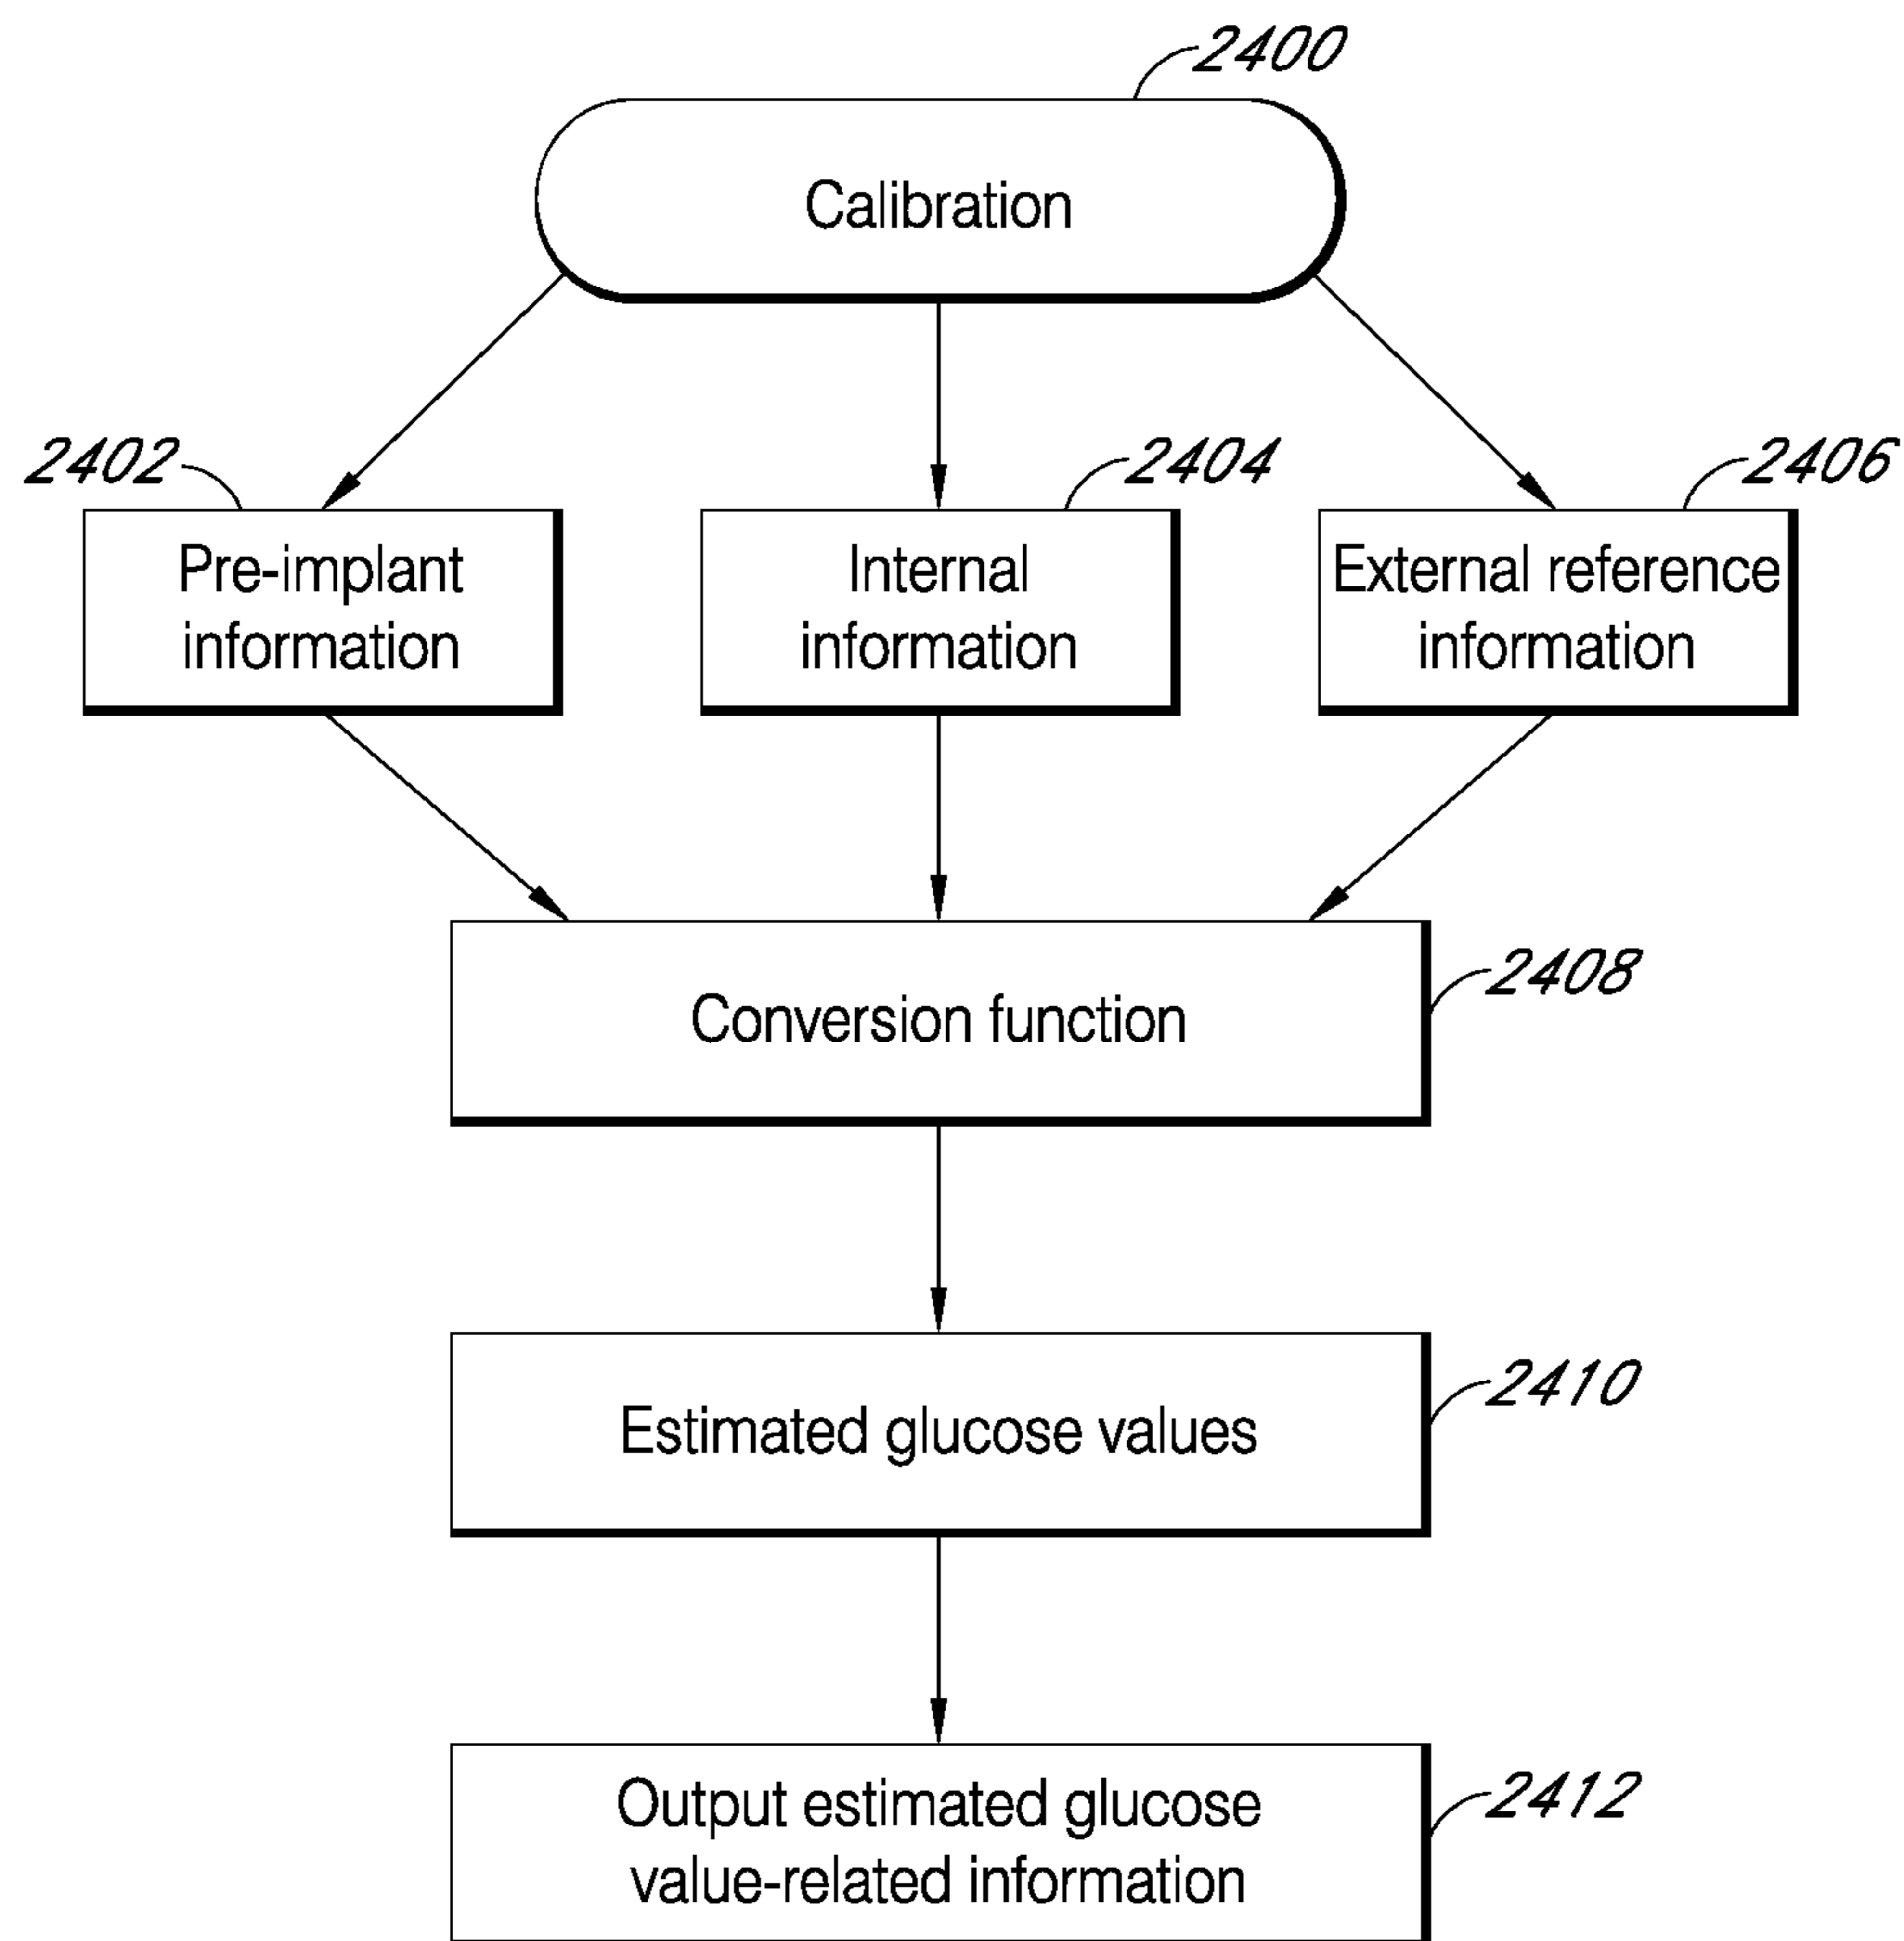 2400
Calibration
2402
2404
2406
Pre-implant
information
Internal
information
External reference
information
Conversion function
2408
Estimated glucose values
2410
Output estimated glucose
value-related information
2412